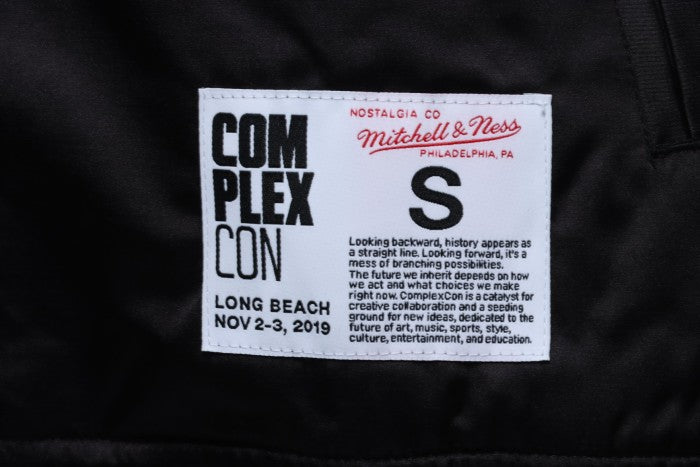 COM
PLEX
CON
LONG BEACH
NOV 2-3, 2019
NOSTALGIA CO
Mitchell & Ness
PHILADELPHIA, PA
S
Looking backward, history appears as
a straight line. Looking forward, it's a
mess of branching possibilities.
The future we inherit depends on how
we act and what choices we make
right now. ComplexCon is a catalyst for
creative collaboration and a seeding
ground for new ideas, dedicated to the
future of art, music, sports, style,
culture, entertainment, and education.